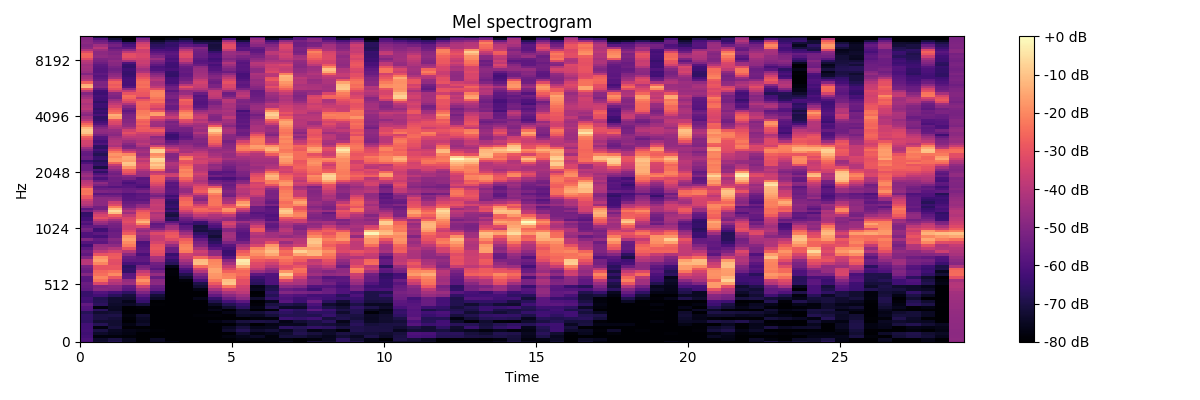 Mel spectrogram
8192
4096
2048
1024
512
0
Hz
0 5 10 15 20 25
Time
+0 dB
-10 dB
-20 dB
-30 dB
-40 dB
-50 dB
-60 dB
-70 dB
-80 dB